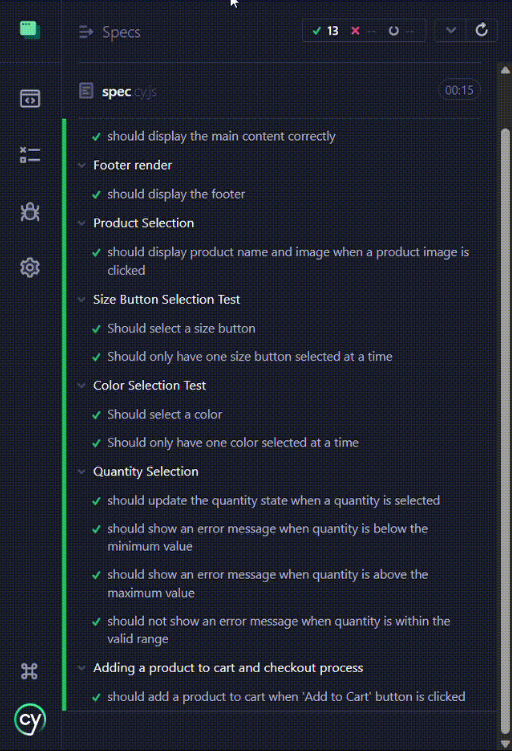 Specs
13 -- --
spec.cy.js
00:15
should display the main content correctly
Footer render
should display the footer
Product Selection
should display product name and image when a product image is
clicked
Size Button Selection Test
Should select a size button
Should only have one size button selected at a time
Color Selection Test
Should select a color
Should only have one color selected at a time
Quantity Selection
should update the quantity state when a quantity is selected
should show an error message when quantity is below the
minimum value
should show an error message when quantity is above the
maximum value
should not show an error message when quantity is within the
valid range
Adding a product to cart and checkout process
should add a product to cart when 'Add to Cart' button is clicked
cy